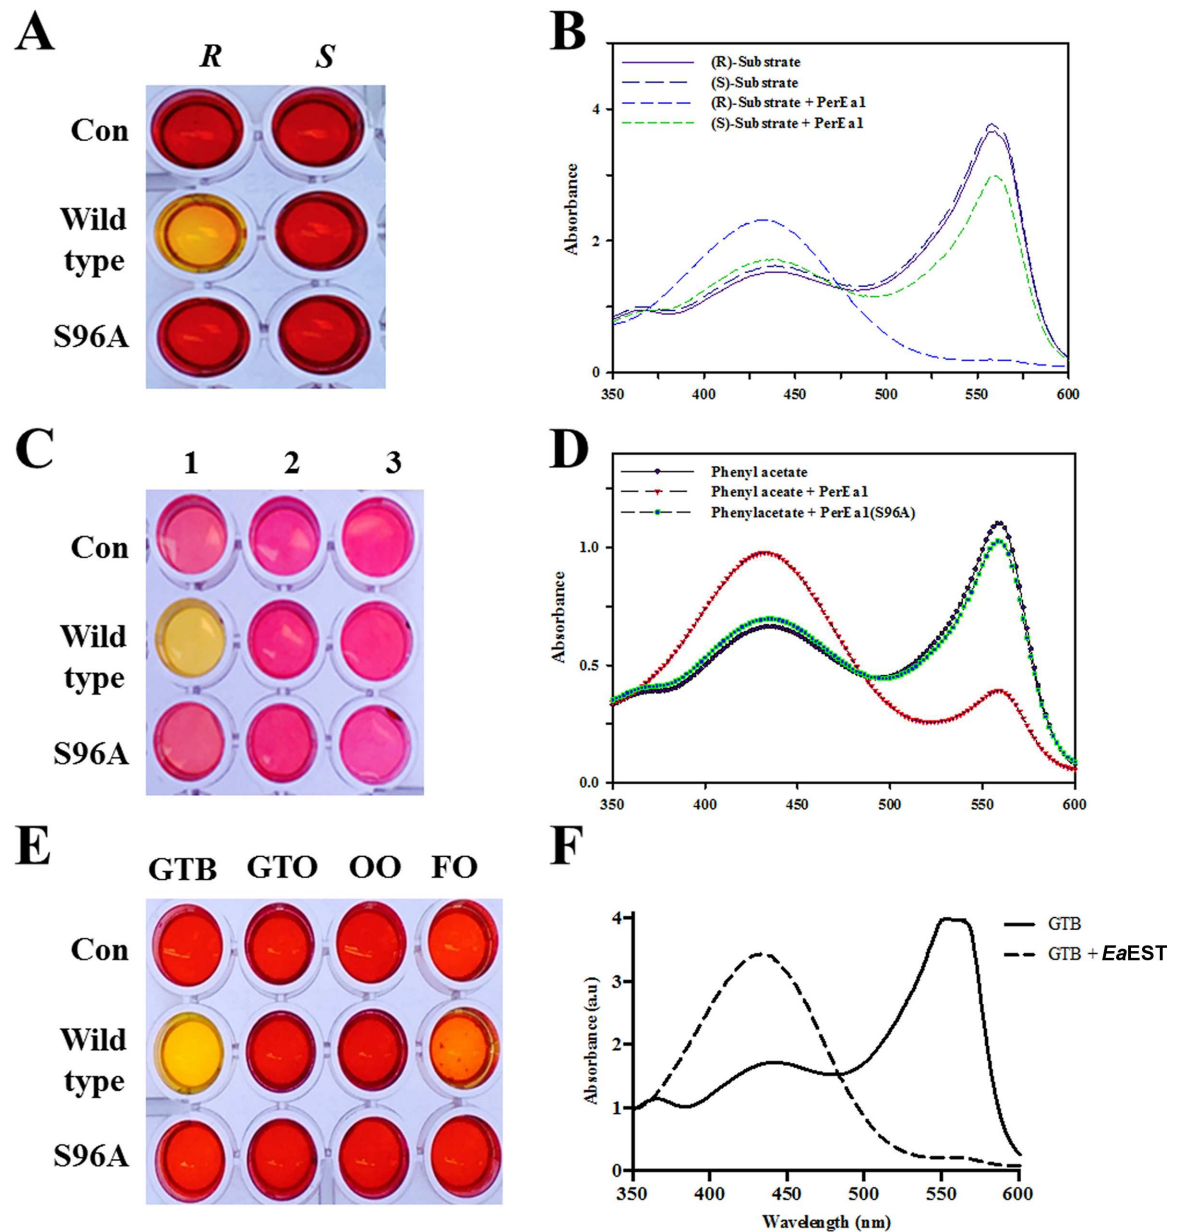 A
R S
Con
Wild
type
S96A
B
(R)-Substrate
(S)-Substrate
(R)-Substrate + PerEa1
(S)-Substrate + PerEa1
Absorbance
4
2
0
350 400 450 500 550 600
C
1 2 3
Con
Wild
type
S96A
D
Phenyl acetate
Phenyl aceate + PerEa1
Phenylacetate + PerEa1(S96A)
Absorbance
1.0
0.5
0.0
350 400 450 500 550 600
E
GTB GTO OO FO
Con
Wild
type
S96A
F
GTB
GTB + EaEST
Absorbance (a.u)
4
3
2
1
0
350 400 450 500 550 600
Wavelength (nm)